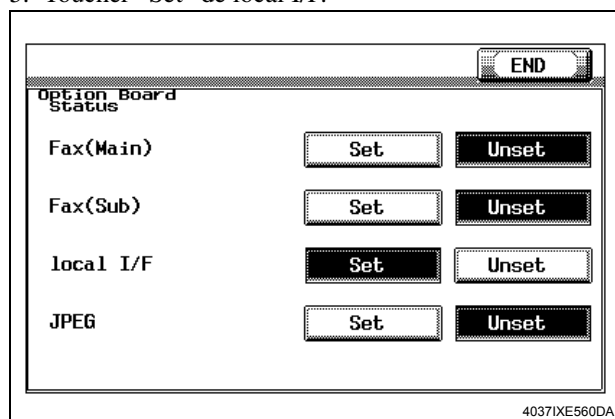 3. Toucher "Set" de local I/F.
END
Option Board
Status
Fax(Main) Set Unset
Fax(Sub) Set Unset
local I/F Set Unset
JPEG Set Unset
4037IXE560DA